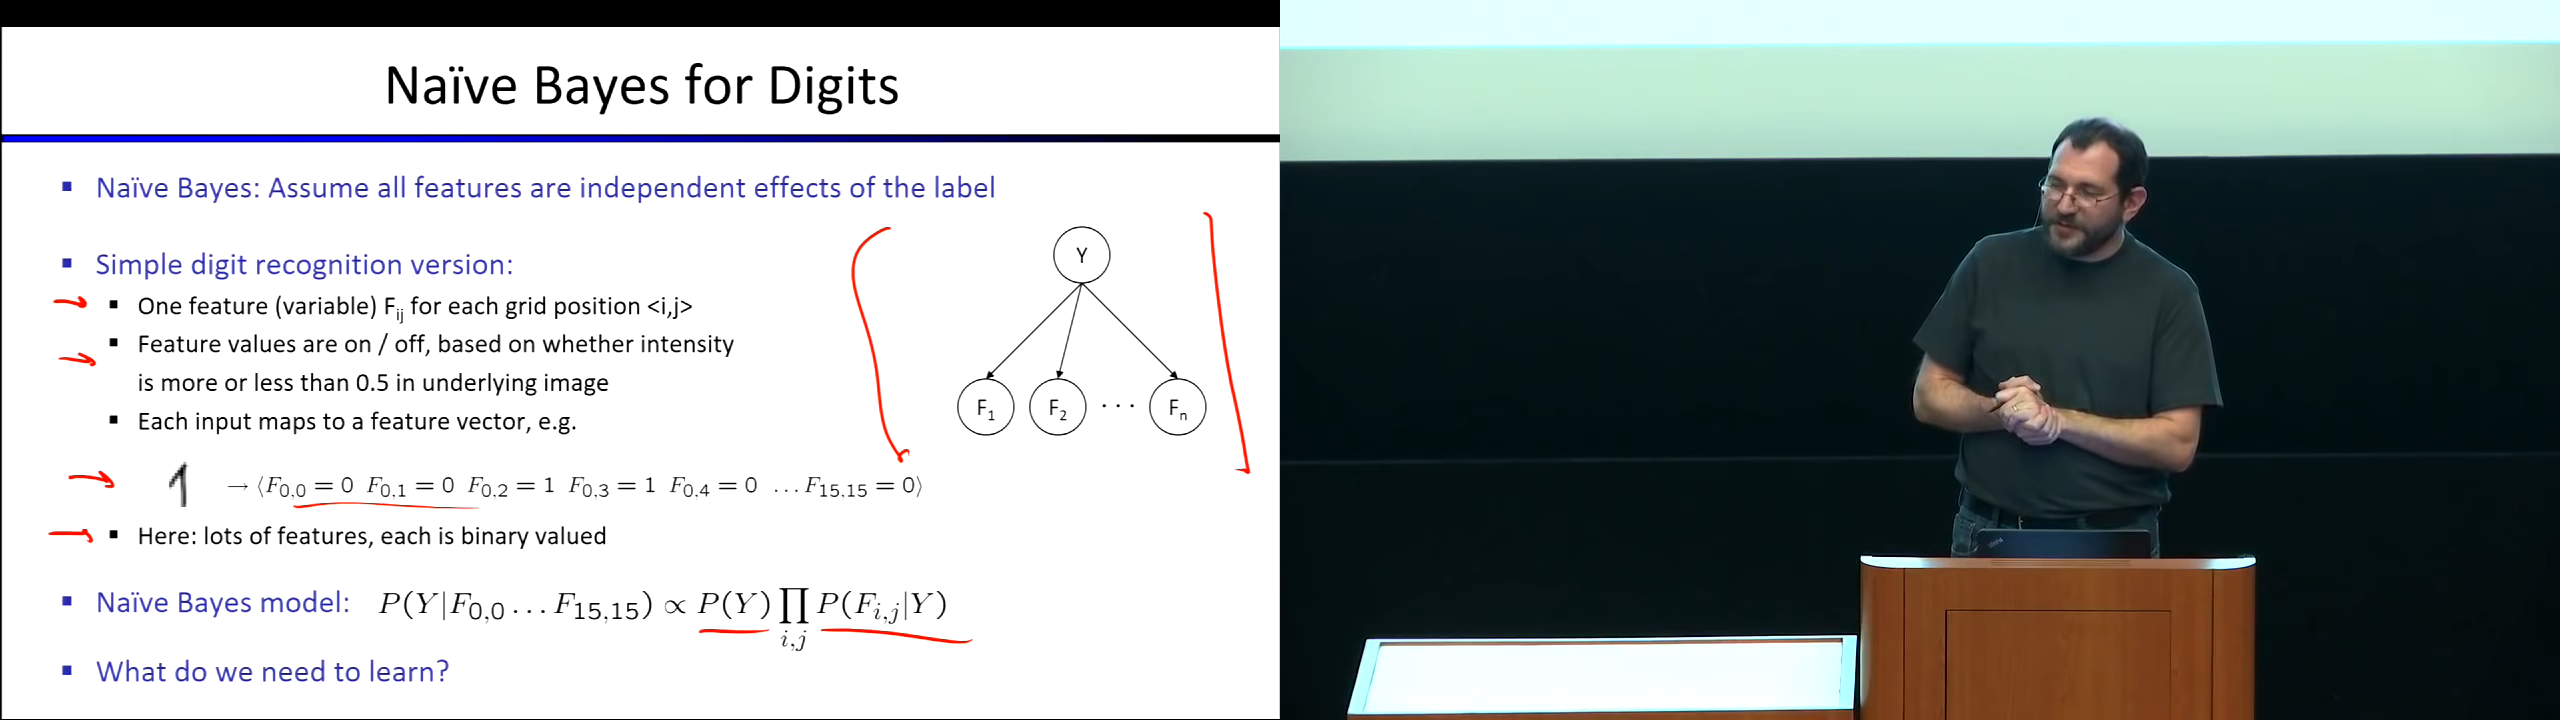 Naïve Bayes for Digits
Naïve Bayes: Assume all features are independent effects of the label
Simple digit recognition version:
One feature (variable) Fij for each grid position <i,j>
Feature values are on / off, based on whether intensity
is more or less than 0.5 in underlying image
Each input maps to a feature vector, e.g.
1 → ⟨F0,0 = 0 F0,1 = 0 F0,2 = 1 F0,3 = 1 F0,4 = 0 ...F15,15 = 0⟩
Here: lots of features, each is binary valued
Naïve Bayes model: P(Y|F0,0 ... F15,15) ∝ P(Y) ∏i,j P(Fi,j|Y)
What do we need to learn?
Y
F1 F2 ··· Fn